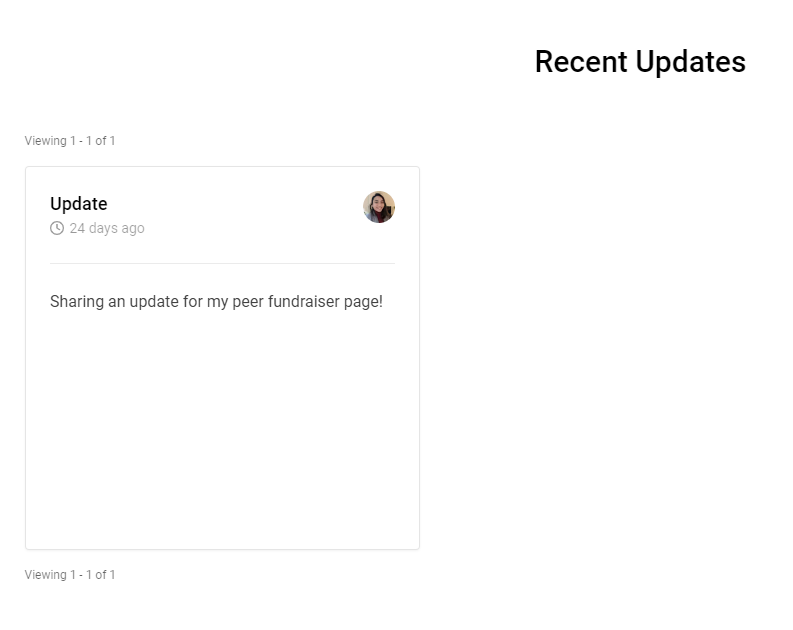 Recent Updates
Viewing 1 - 1 of 1
Update
24 days ago
Sharing an update for my peer fundraiser page!
Viewing 1 - 1 of 1